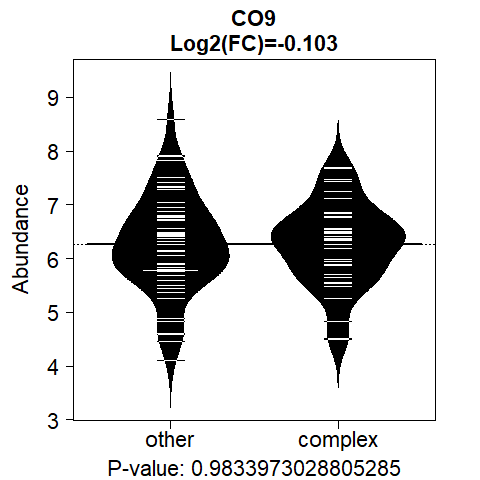 CO9
Log2(FC)=-0.103
Abundance
9
8
7
6
5
4
3
other complex
P-value: 0.9833973028805285